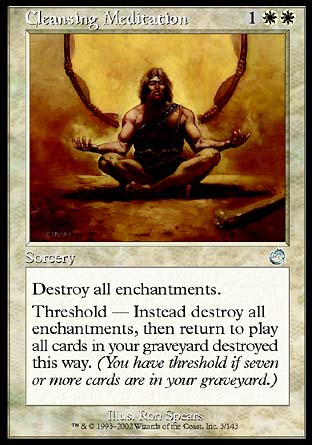 Cleansing Meditation 1
Sorcery
Destroy all enchantments.
Threshold — Instead destroy all
enchantments, then return to play
all cards in your graveyard destroyed
this way. (You have threshold if seven
or more cards are in your graveyard.)
Illus. Ron Spears
™ & © 1993–2002 Wizards of the Coast, Inc. 3/143